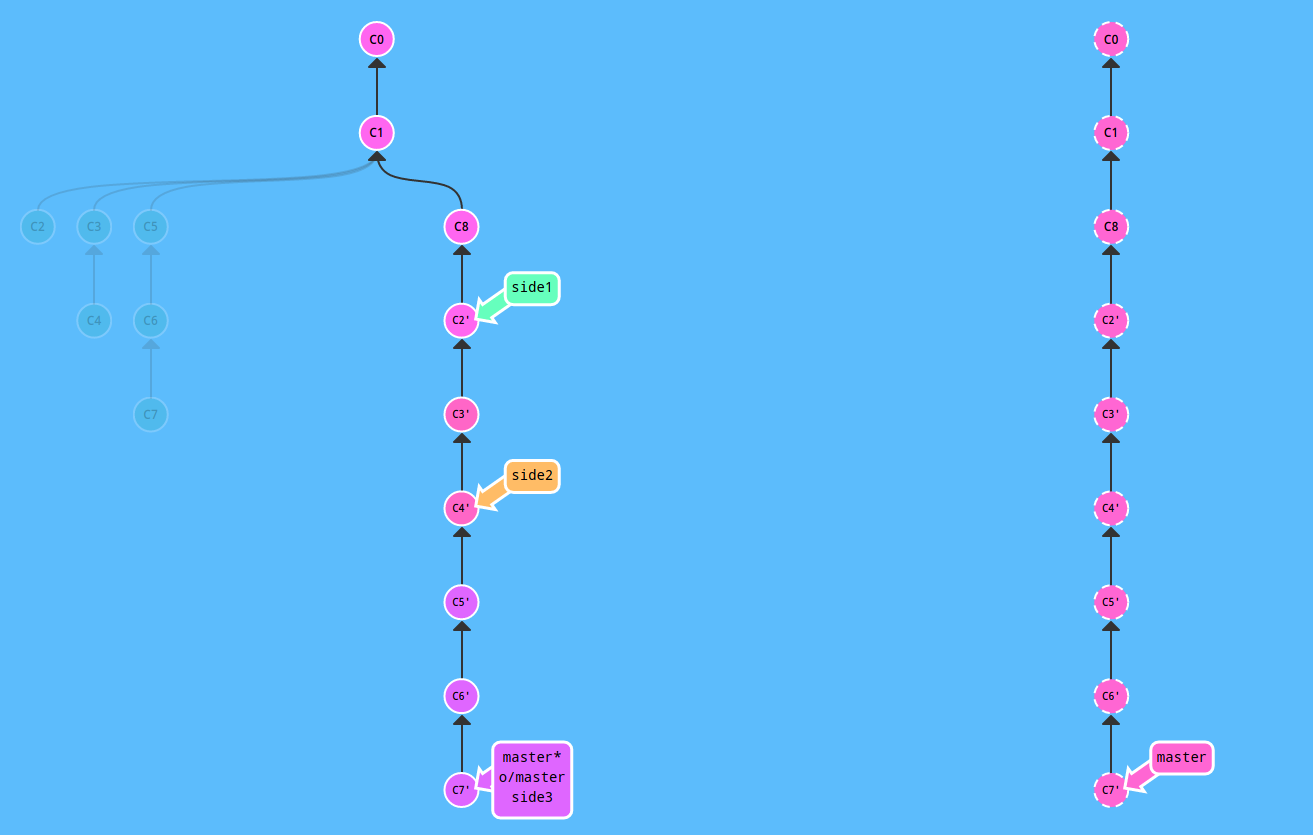 C0
C0
C1
C1
C2
C3
C5
C8
C8
side1
C4
C6
C2'
C2'
C7
C3'
C3'
side2
C4'
C4'
C5'
C5'
C6'
C6'
master*
o/master
side3
master
C7'
C7'